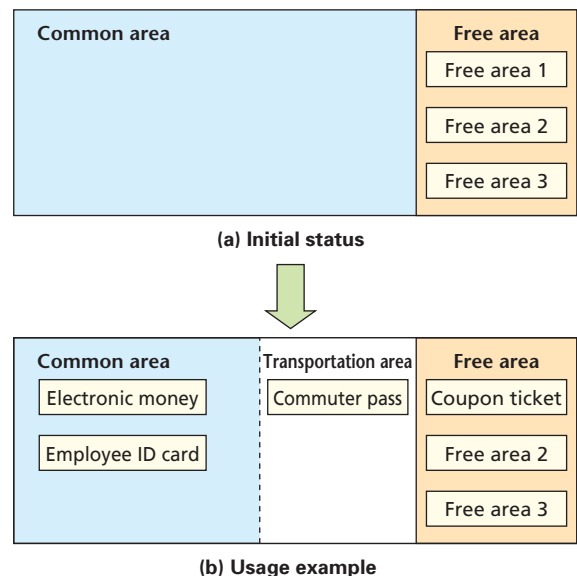 Common area
Free area
Free area 1
Free area 2
Free area 3
(a) Initial status
Common area
Transportation area
Free area
Electronic money
Commuter pass
Coupon ticket
Employee ID card
Free area 2
Free area 3
(b) Usage example